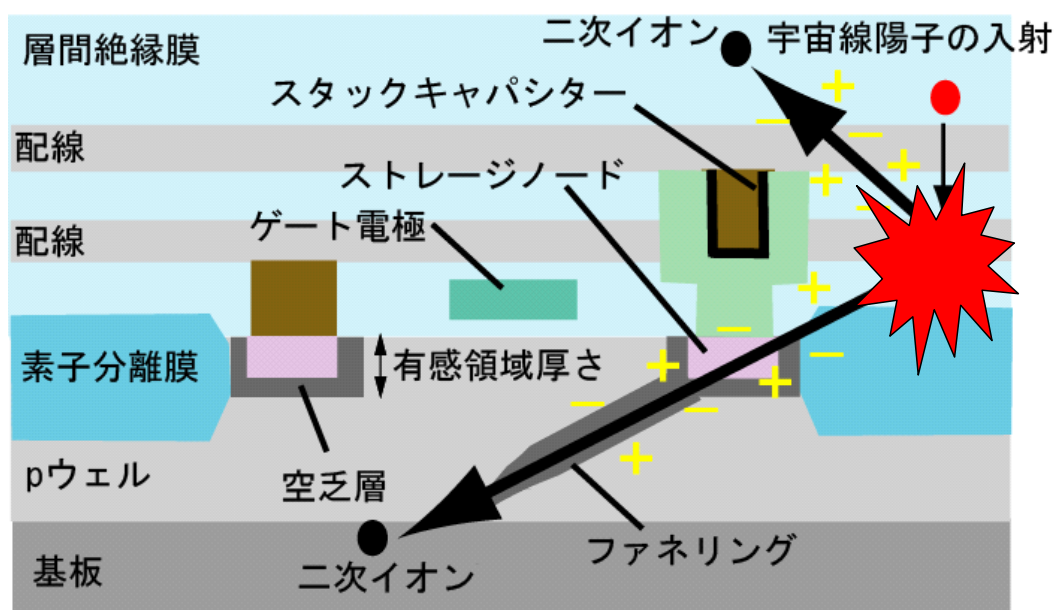 二次イオン
宇宙線陽子の入射
層間絶縁膜
スタックキャパシター
配線
ストレージノード
ゲート電極
配線
素子分離膜
有感領域厚さ
pウェル
空乏層
ファネリング
基板
二次イオン